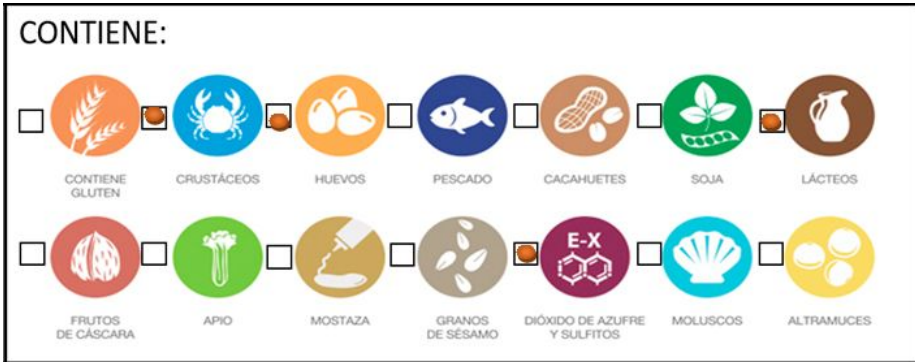 CONTIENE:
CONTIENE
GLUTEN
CRUSTÁCEOS
HUEVOS
PESCADO
CACAHUETES
SOJA
LÁCTEOS
E-X
FRUTOS
DE CÁSCARA
APIO
MOSTAZA
GRANOS
DE SÉSAMO
DIÓXIDO DE AZUFRE
Y SULFITOS
MOLUSCOS
ALTRAMUCES